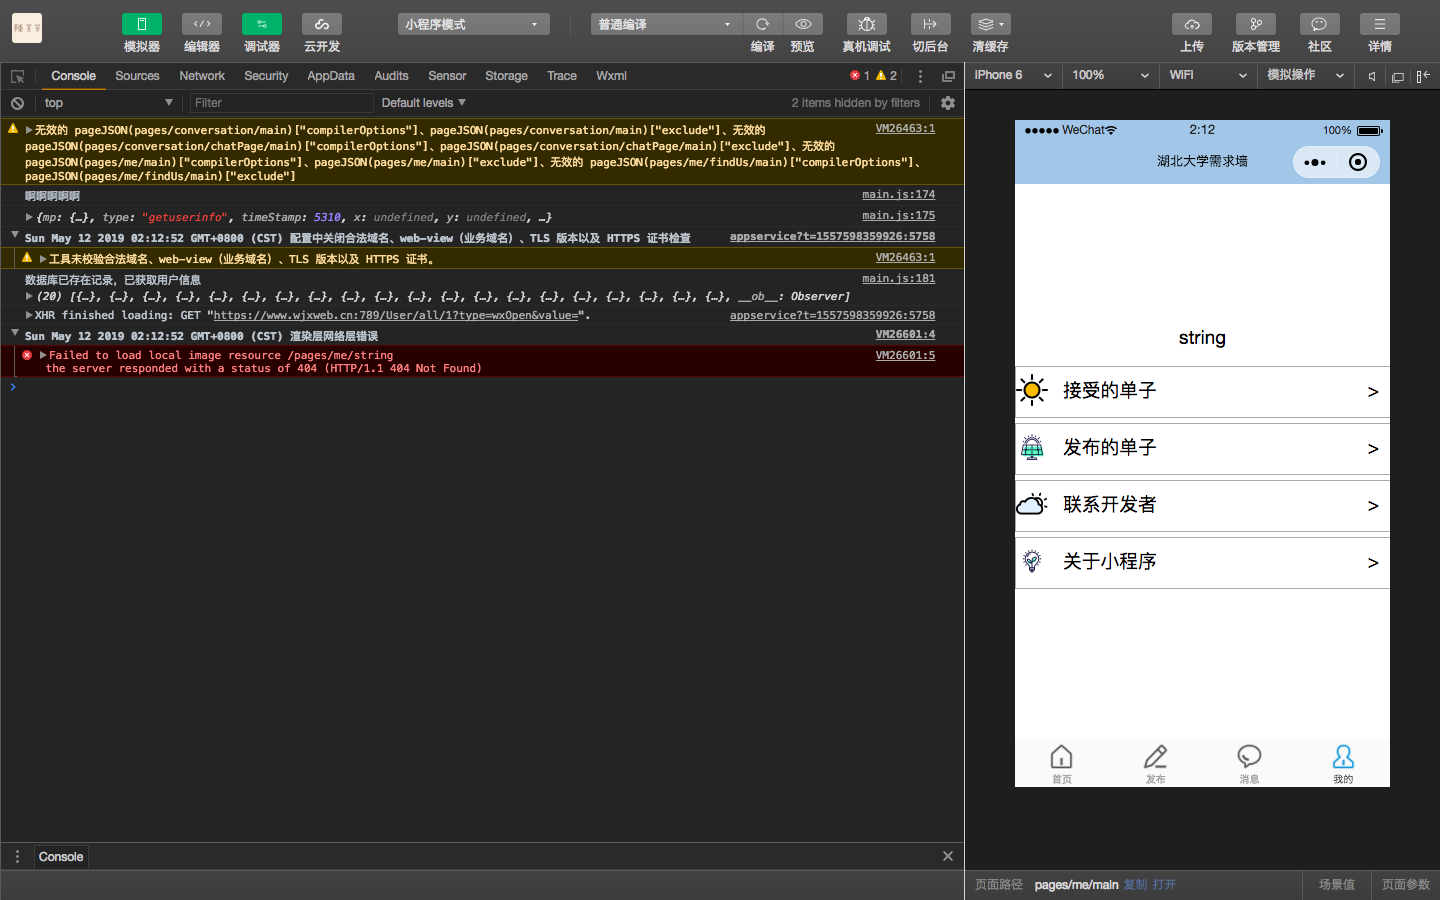 模拟器 编辑器 调试器 云开发
小程序模式
普通编译
编译 预览 真机调试 切后台 清缓存
上传 版本管理 社区 详情
Console Sources Network Security AppData Audits Sensor Storage Trace Wxml
1 2
top
Filter
Default levels
2 items hidden by filters
无效的 pageJSON(pages/conversation/main)["compilerOptions"]、pageJSON(pages/conversation/main)["exclude"]、无效的 VM26463:1
pageJSON(pages/conversation/chatPage/main)["compilerOptions"]、pageJSON(pages/conversation/chatPage/main)["exclude"]、无效的
pageJSON(pages/me/main)["compilerOptions"]、pageJSON(pages/me/main)["exclude"]、无效的 pageJSON(pages/me/findUs/main)["compilerOptions"]、
pageJSON(pages/me/findUs/main)["exclude"]
啊啊啊啊啊 main.js:174
{mp: {…}, type: "getuserinfo", timeStamp: 5310, x: undefined, y: undefined, …} main.js:175
Sun May 12 2019 02:12:52 GMT+0800 (CST) 配置中关闭合法域名、web-view（业务域名）、TLS 版本以及 HTTPS 证书检查 appservice?t=1557598359926:5758
工具未校验合法域名、web-view（业务域名）、TLS 版本以及 HTTPS 证书。 VM26463:1
数据库已存在记录，已获取用户信息 main.js:181
(20) [{…}, {…}, {…}, {…}, {…}, {…}, {…}, {…}, {…}, {…}, {…}, {…}, {…}, {…}, {…}, {…}, {…}, {…}, {…}, {…}, __ob__: Observer]
XHR finished loading: GET "https://www.wjxweb.cn:789/User/all/1?type=wxOpen&value=". appservice?t=1557598359926:5758
Sun May 12 2019 02:12:52 GMT+0800 (CST) 渲染层网络层错误 VM26601:4
Failed to load local image resource /pages/me/string VM26601:5
the server responded with a status of 404 (HTTP/1.1 404 Not Found)
>
Console
iPhone 6 100% WiFi 模拟操作
WeChat 2:12 100%
湖北大学需求墙
string
接受的单子 >
发布的单子 >
联系开发者 >
关于小程序 >
首页 发布 消息 我的
页面路径 pages/me/main 复制 打开 场景值 页面参数